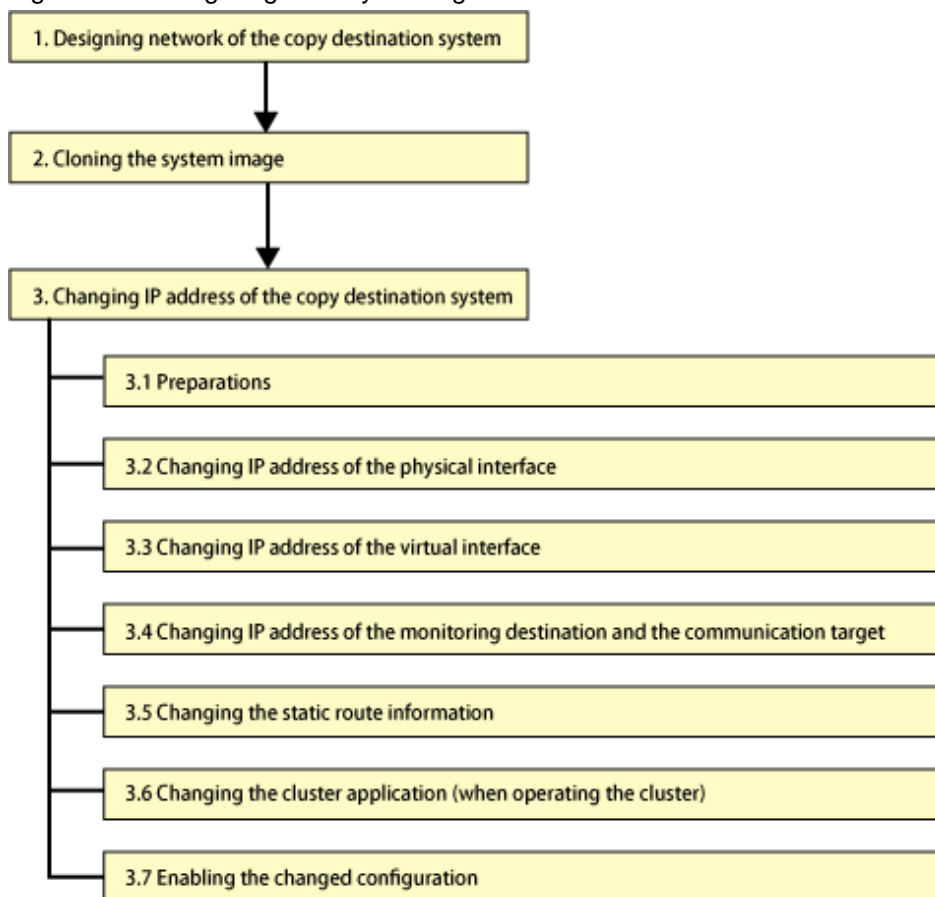 1. Designing network of the copy destination system
2. Cloning the system image
3. Changing IP address of the copy destination system
3.1 Preparations
3.2 Changing IP address of the physical interface
3.3 Changing IP address of the virtual interface
3.4 Changing IP address of the monitoring destination and the communication target
3.5 Changing the static route information
3.6 Changing the cluster application (when operating the cluster)
3.7 Enabling the changed configuration